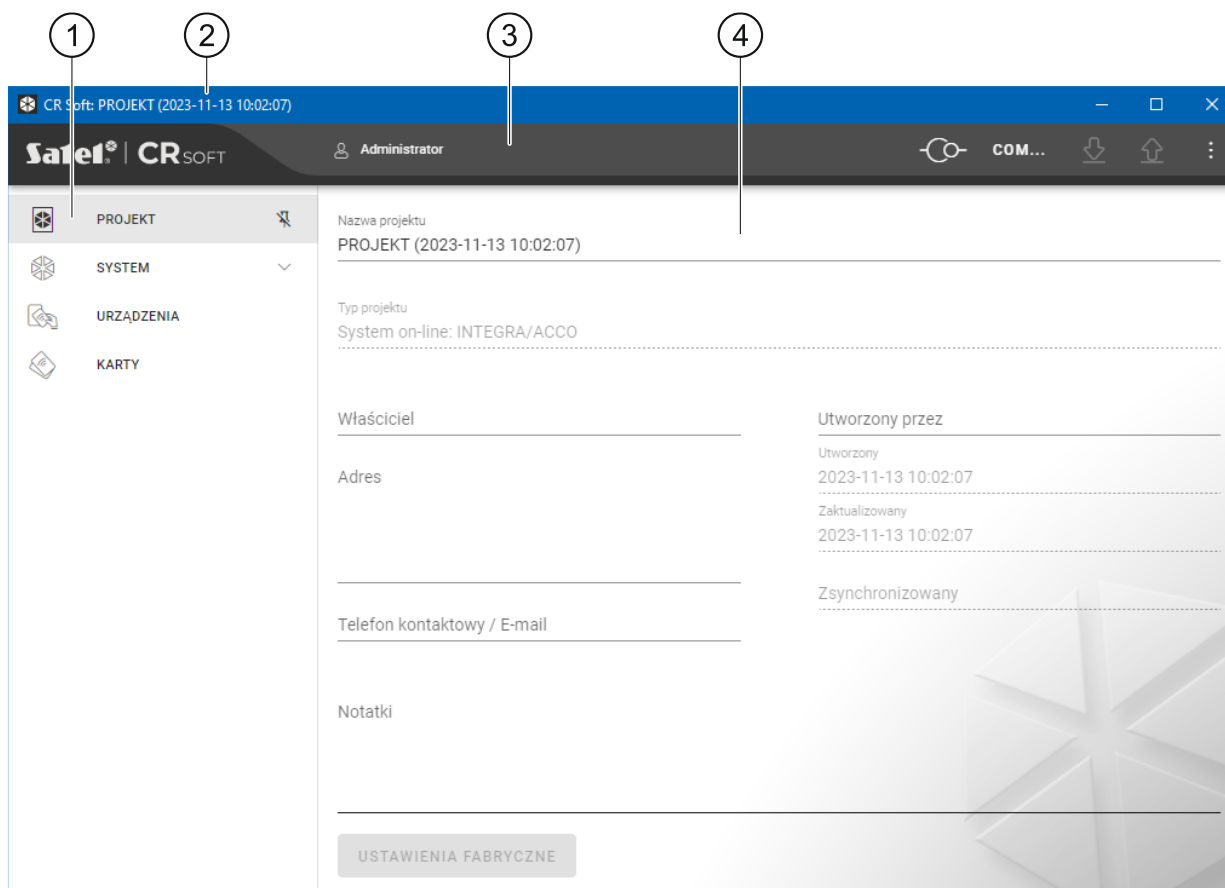 1 2 3 4
CR Soft: PROJEKT (2023-11-13 10:02:07)
Satel® | CR SOFT
Administrator
COM...
PROJEKT
SYSTEM
URZĄDZENIA
KARTY
Nazwa projektu
PROJEKT (2023-11-13 10:02:07)
Typ projektu
System on-line: INTEGRA/ACCO
Właściciel
Adres
Telefon kontaktowy / E-mail
Utworzony przez
Utworzony
2023-11-13 10:02:07
Zaktualizowany
2023-11-13 10:02:07
Zsynchronizowany
Notatki
USTAWIENIA FABRYCZNE